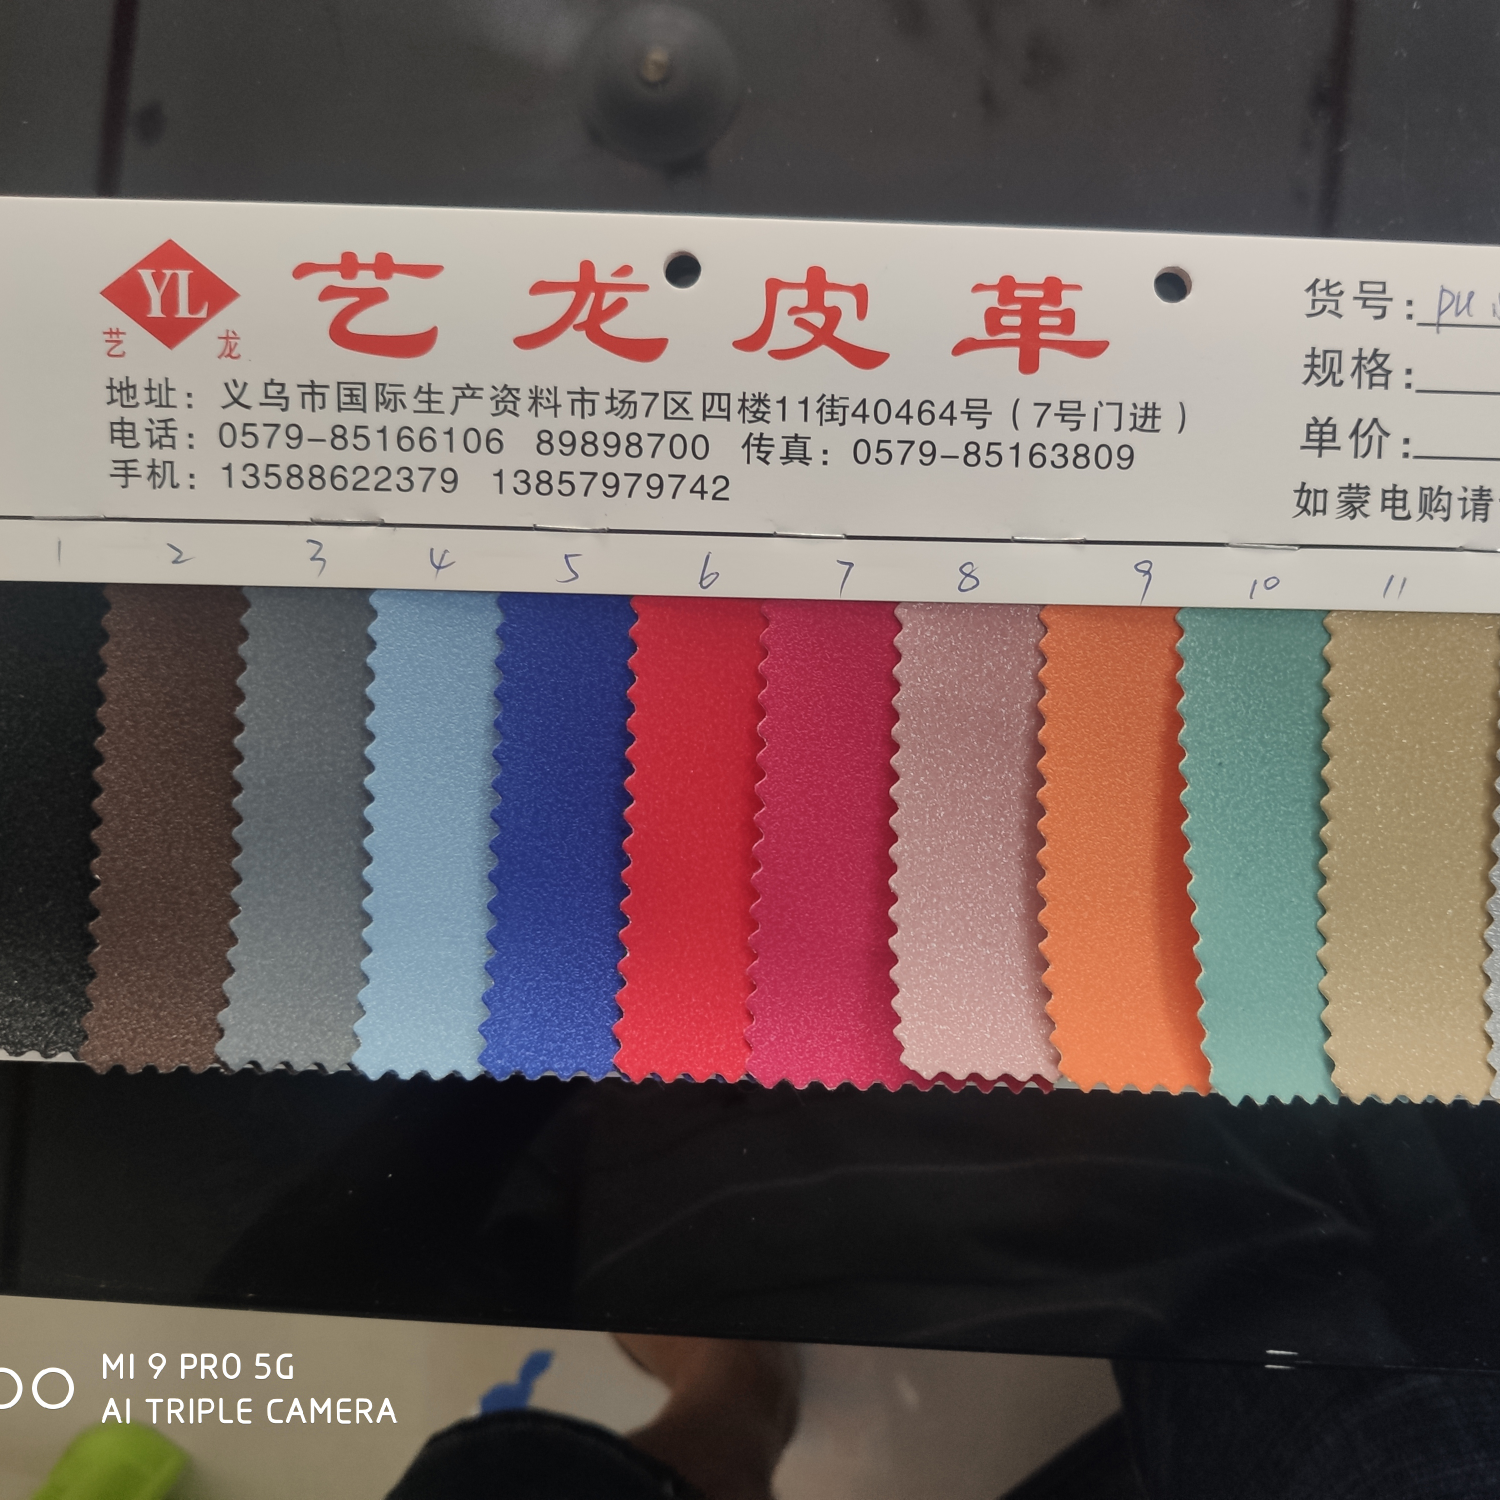 YL
艺 龙
艺龙皮革
地址：义乌市国际生产资料市场7区四楼11街40464号（7号门进）
电话：0579-85166106 89898700 传真：0579-85163809
手机：13588622379 13857979742
货号：pu
规格：
单价：
如蒙电购请
1 2 3 4 5 6 7 8 9 10 11
MI 9 PRO 5G
AI TRIPLE CAMERA